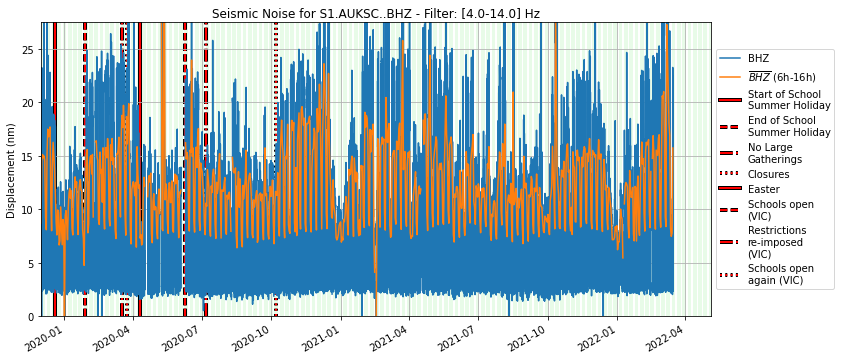 Seismic Noise for S1.AUKSC..BHZ - Filter: [4.0-14.0] Hz
Displacement (nm)
25
20
15
10
5
0
2020-01
2020-04
2020-07
2020-10
2021-01
2021-04
2021-07
2021-10
2022-01
2022-04
BHZ
BHZ (6h-16h)
Start of School
Summer Holiday
End of School
Summer Holiday
No Large
Gatherings
Closures
Easter
Schools open
(VIC)
Restrictions
re-imposed
(VIC)
Schools open
again (VIC)